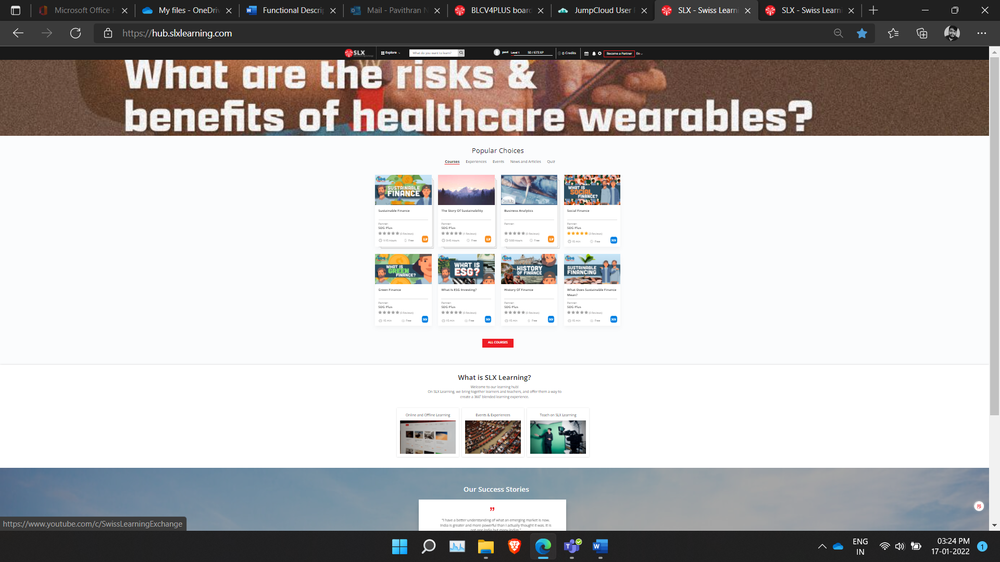 Microsoft Office H
My files - OneDriv
Functional Descrip
Mail - Pavithran N
BLCV4PLUS board
JumpCloud User
SLX - Swiss Learni
SLX - Swiss Learni
https://hub.slxlearning.com
SLX
Explore
What do you want to learn?
pavi
Level 1
50 / 673 XP
0 Credits
Become a Partner
En
What are the risks &
benefits of healthcare wearables?
Popular Choices
Courses Experiences Events News and Articles Quiz
SUSTAINABLE
FINANCE
Sustainable Finance
Partner:
SDG Plus
(0 Reviews)
1:15 Hours
Free
The Story Of Sustainability
Partner:
SDG Plus
(1 Reviews)
3:45 Hours
Free
Business Analytics
Partner:
(0 Reviews)
5:00 Hours
Free
WHAT IS
SOCIAL
FINANCE?
Social Finance
Partner:
SDG Plus
(3 Reviews)
15 min
Free
SDG
WHAT IS
GREEN
FINANCE?
Green Finance
Partner:
SDG Plus
(0 Reviews)
15 min
Free
WHAT IS
ESG?
What Is ESG Investing?
Partner:
SDG Plus
(0 Reviews)
15 min
Free
SDG
HISTORY
OF FINANCE
History Of Finance
Partner:
SDG Plus
(0 Reviews)
15 min
Free
SDG
SUSTAINABLE
FINANCING
What Does Sustainable Finance
Mean?
Partner:
SDG Plus
(0 Reviews)
15 min
Free
ALL COURSES
What is SLX Learning?
Welcome to our learning hub!
On SLX Learning, we bring together learners and teachers, and offer them a way to
create a 360° blended learning experience.
Online and Offline Learning
Events & Experiences
Teach on SLX Learning
Our Success Stories
"I have a better understanding of what an emerging market is now.
India is greater and more powerful than I actually thought it was. It is
not one India but many Indias."
https://www.youtube.com/c/SwissLearningExchange
ENG
IN
03:24 PM
17-01-2022
1